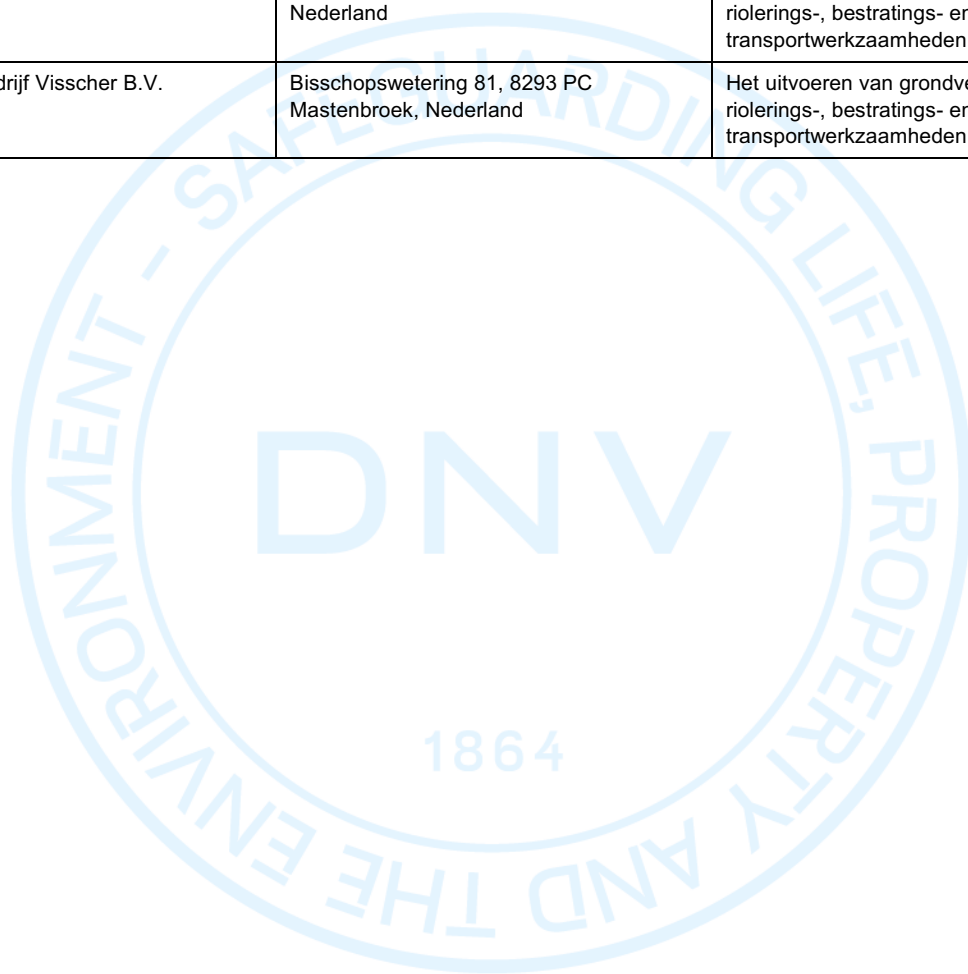 Nederland
riolerings-, bestratings- en
transportwerkzaamheden
drijf Visscher B.V.
Bisschopswetering 81, 8293 PC
Mastenbroek, Nederland
Het uitvoeren van grondve
riolerings-, bestratings- en
transportwerkzaamheden
SAFEGUARDING LIFE, PROPERTY AND THE ENVIRONMENT -
DNV
1864